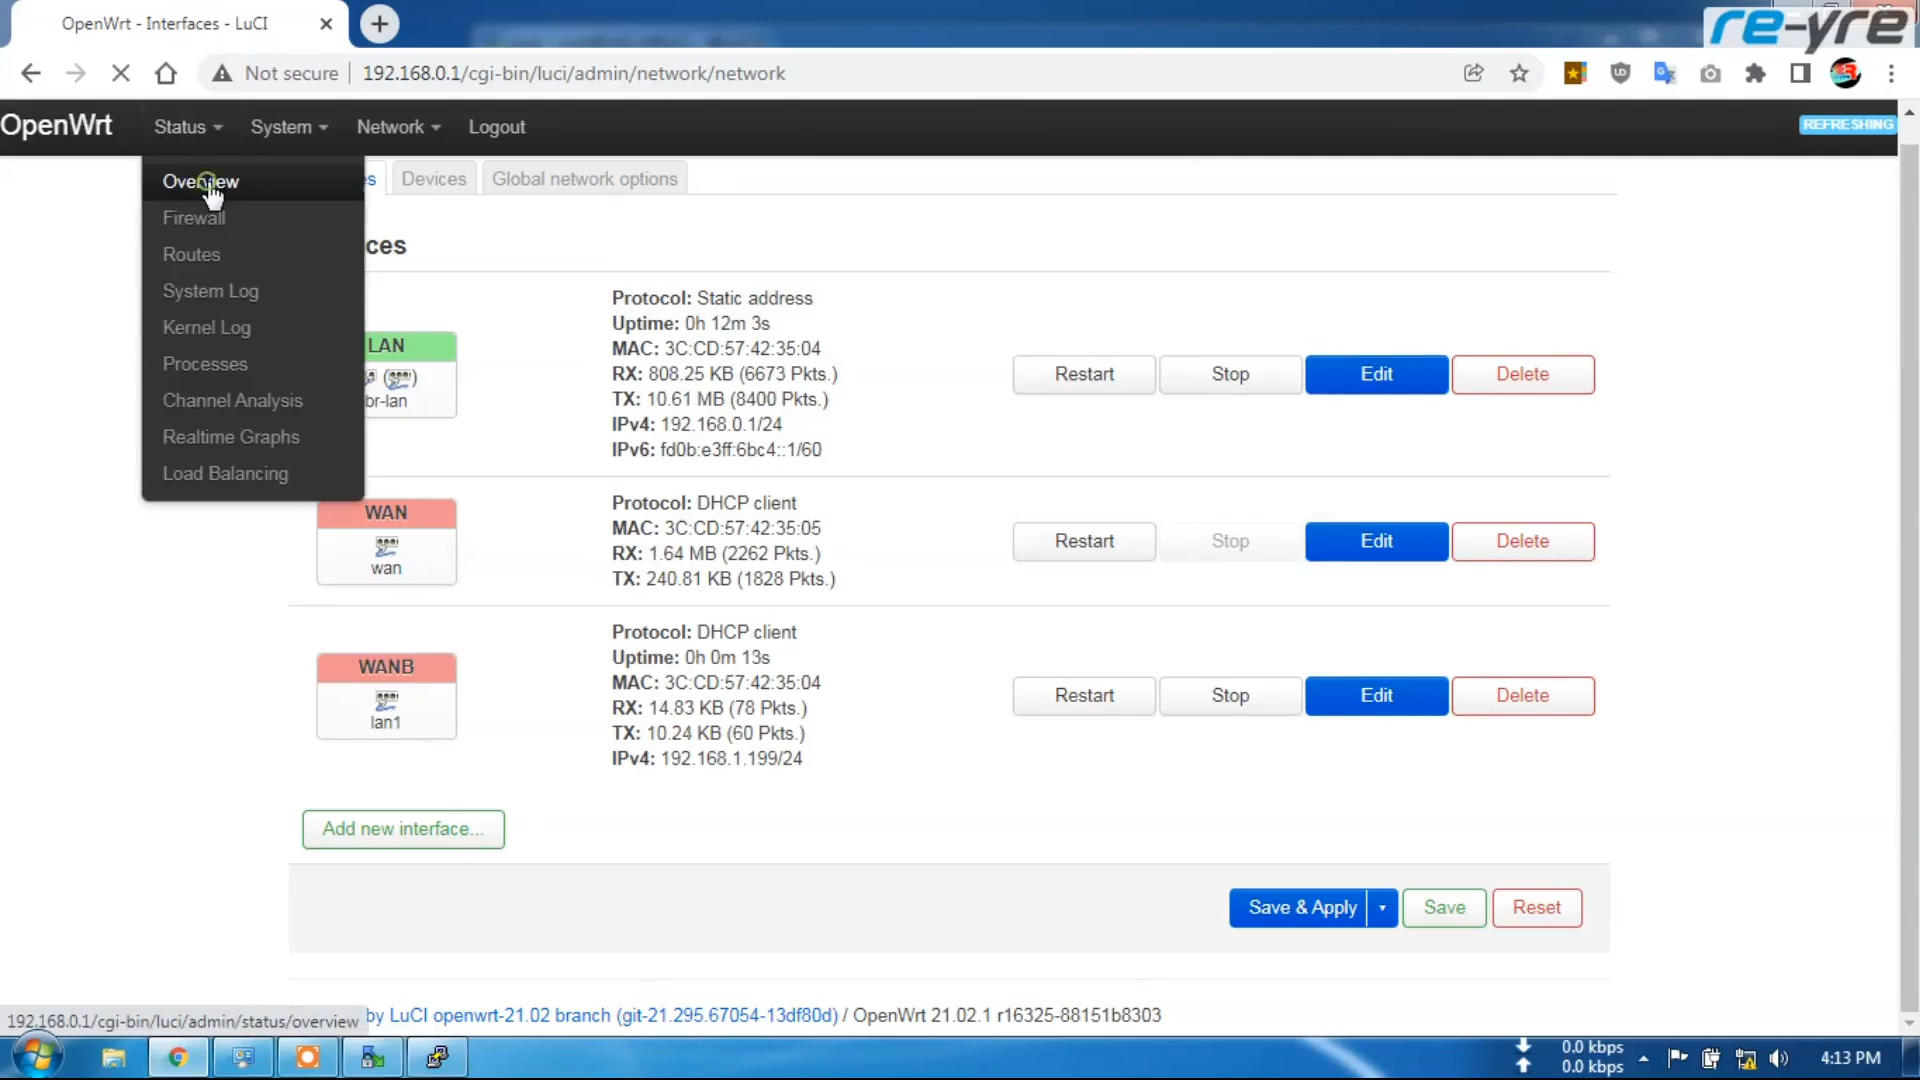 OpenWrt - Interfaces - LuCI
re-yre
Not secure
192.168.0.1/cgi-bin/luci/admin/network/network
OpenWrt
Status
System
Network
Logout
REFRESHING
Overview
Firewall
Routes
System Log
Kernel Log
Processes
Channel Analysis
Realtime Graphs
Load Balancing
es
Devices
Global network options
ces
LAN
br-lan
Protocol: Static address
Uptime: 0h 12m 3s
MAC: 3C:CD:57:42:35:04
RX: 808.25 KB (6673 Pkts.)
TX: 10.61 MB (8400 Pkts.)
IPv4: 192.168.0.1/24
IPv6: fd0b:e3ff:6bc4::1/60
Restart
Stop
Edit
Delete
WAN
wan
Protocol: DHCP client
MAC: 3C:CD:57:42:35:05
RX: 1.64 MB (2262 Pkts.)
TX: 240.81 KB (1828 Pkts.)
Restart
Stop
Edit
Delete
WANB
lan1
Protocol: DHCP client
Uptime: 0h 0m 13s
MAC: 3C:CD:57:42:35:04
RX: 14.83 KB (78 Pkts.)
TX: 10.24 KB (60 Pkts.)
IPv4: 192.168.1.199/24
Restart
Stop
Edit
Delete
Add new interface...
Save & Apply
Save
Reset
by LuCI openwrt-21.02 branch (git-21.295.67054-13df80d) / OpenWrt 21.02.1 r16325-88151b8303
192.168.0.1/cgi-bin/luci/admin/status/overview
0.0 kbps
0.0 kbps
4:13 PM